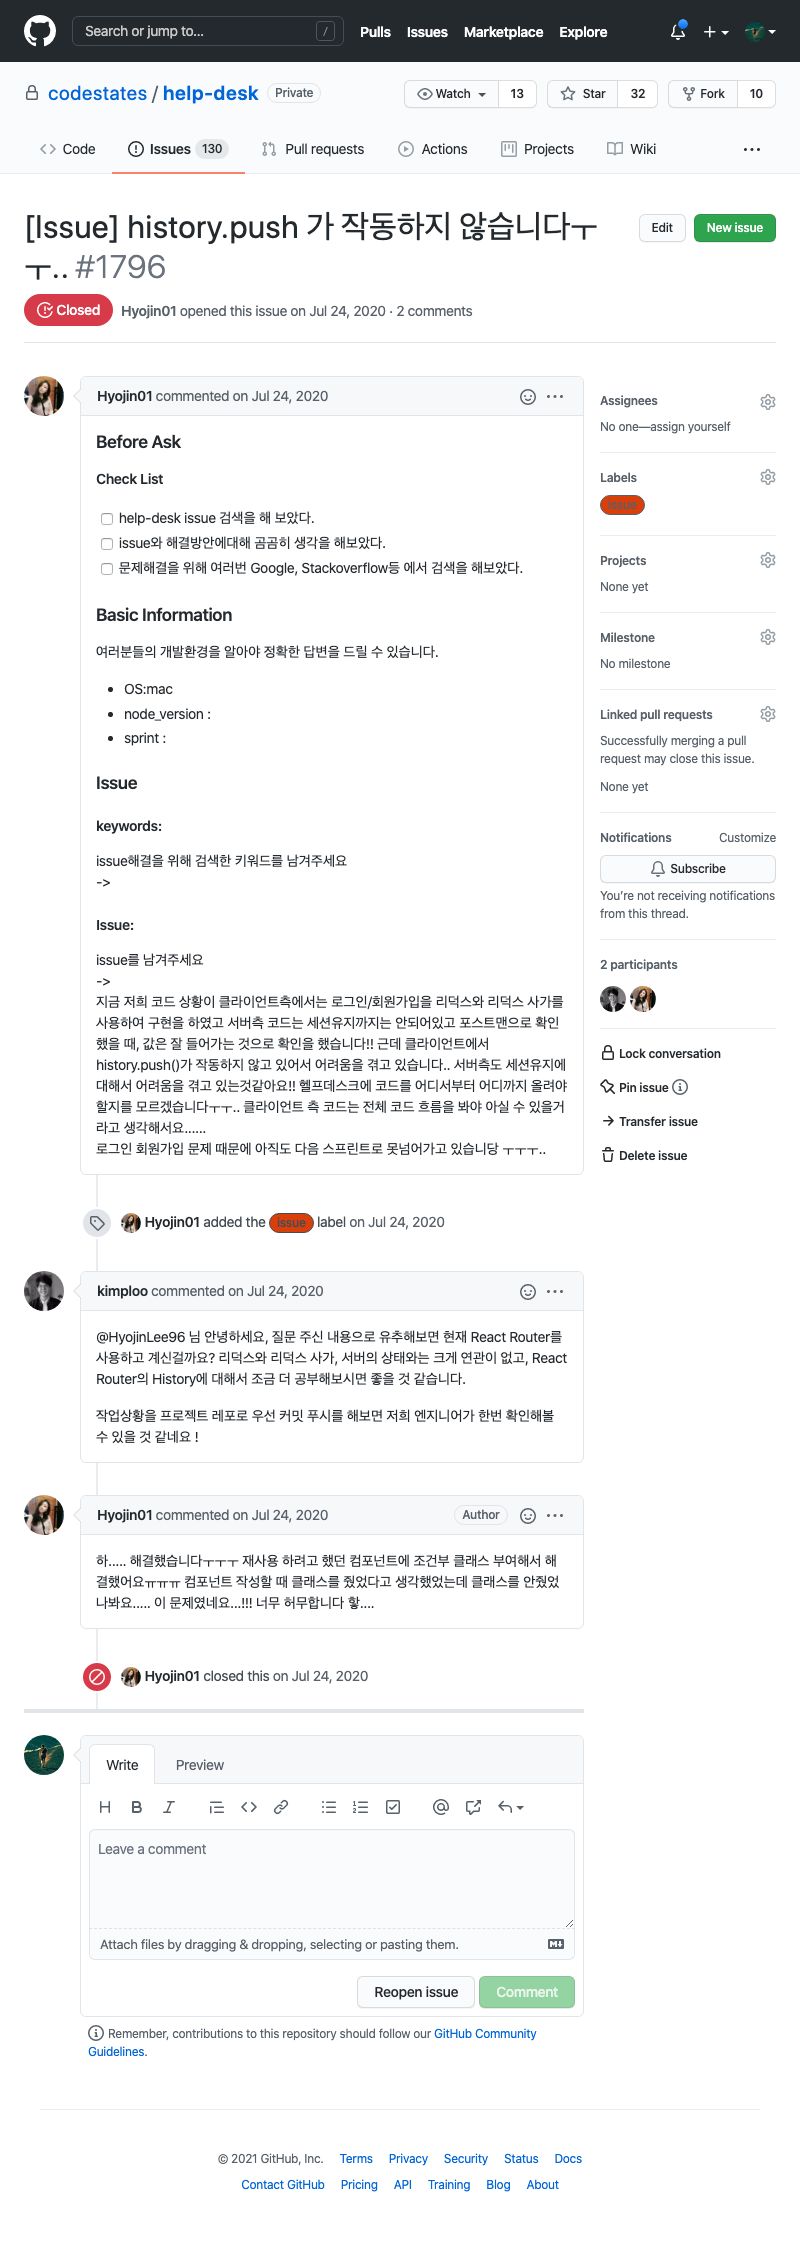 Search or jump to... /
Pulls Issues Marketplace Explore
codestates / help-desk Private
Watch 13 Star 32 Fork 10
Code Issues 130 Pull requests Actions Projects Wiki
[Issue] history.push 가 작동하지 않습니다ㅜ
ㅜ.. #1796
Edit New issue
Closed Hyojin01 opened this issue on Jul 24, 2020 · 2 comments
Hyojin01 commented on Jul 24, 2020
Before Ask
Check List
help-desk issue 검색을 해 보았다.
issue와 해결방안에대해 곰곰히 생각을 해보았다.
문제해결을 위해 여러번 Google, Stackoverflow등 에서 검색을 해보았다.
Basic Information
여러분들의 개발환경을 알아야 정확한 답변을 드릴 수 있습니다.
OS:mac
node_version :
sprint :
Issue
keywords:
issue해결을 위해 검색한 키워드를 남겨주세요
->
Issue:
issue를 남겨주세요
->
지금 저희 코드 상황이 클라이언트측에서는 로그인/회원가입을 리덕스와 리덕스 사가를
사용하여 구현을 하였고 서버측 코드는 세션유지까지는 안되어있고 포스트맨으로 확인
했을 때, 값은 잘 들어가는 것으로 확인을 했습니다!! 근데 클라이언트에서
history.push()가 작동하지 않고 있어서 어려움을 겪고 있습니다.. 서버측도 세션유지에
대해서 어려움을 겪고 있는것같아요!! 헬프데스크에 코드를 어디서부터 어디까지 올려야
할지를 모르겠습니다ㅜㅜ.. 클라이언트 측 코드는 전체 코드 흐름을 봐야 아실 수 있을거
라고 생각해서요......
로그인 회원가입 문제 때문에 아직도 다음 스프린트로 못넘어가고 있습니당 ㅜㅜㅜ..
Assignees
No one—assign yourself
Labels
issue
Projects
None yet
Milestone
No milestone
Linked pull requests
Successfully merging a pull
request may close this issue.
None yet
Notifications Customize
Subscribe
You're not receiving notifications
from this thread.
2 participants
Lock conversation
Pin issue
Transfer issue
Delete issue
Hyojin01 added the issue label on Jul 24, 2020
kimploo commented on Jul 24, 2020
@HyojinLee96 님 안녕하세요, 질문 주신 내용으로 유추해보면 현재 React Router를
사용하고 계신걸까요? 리덕스와 리덕스 사가, 서버의 상태와는 크게 연관이 없고, React
Router의 History에 대해서 조금 더 공부해보시면 좋을 것 같습니다.
작업상황을 프로젝트 레포로 우선 커밋 푸시를 해보면 저희 엔지니어가 한번 확인해볼
수 있을 것 같네요 !
Hyojin01 commented on Jul 24, 2020 Author
하..... 해결했습니다ㅜㅜㅜ 재사용 하려고 했던 컴포넌트에 조건부 클래스 부여해서 해
결했어요ㅠㅠㅠ 컴포넌트 작성할 때 클래스를 줬었다고 생각했었는데 클래스를 안줬었
나봐요..... 이 문제였네요...!!! 너무 허무합니다 핳....
Hyojin01 closed this on Jul 24, 2020
Write Preview
Leave a comment
Attach files by dragging & dropping, selecting or pasting them.
Reopen issue Comment
Remember, contributions to this repository should follow our GitHub Community
Guidelines.
© 2021 GitHub, Inc. Terms Privacy Security Status Docs
Contact GitHub Pricing API Training Blog About